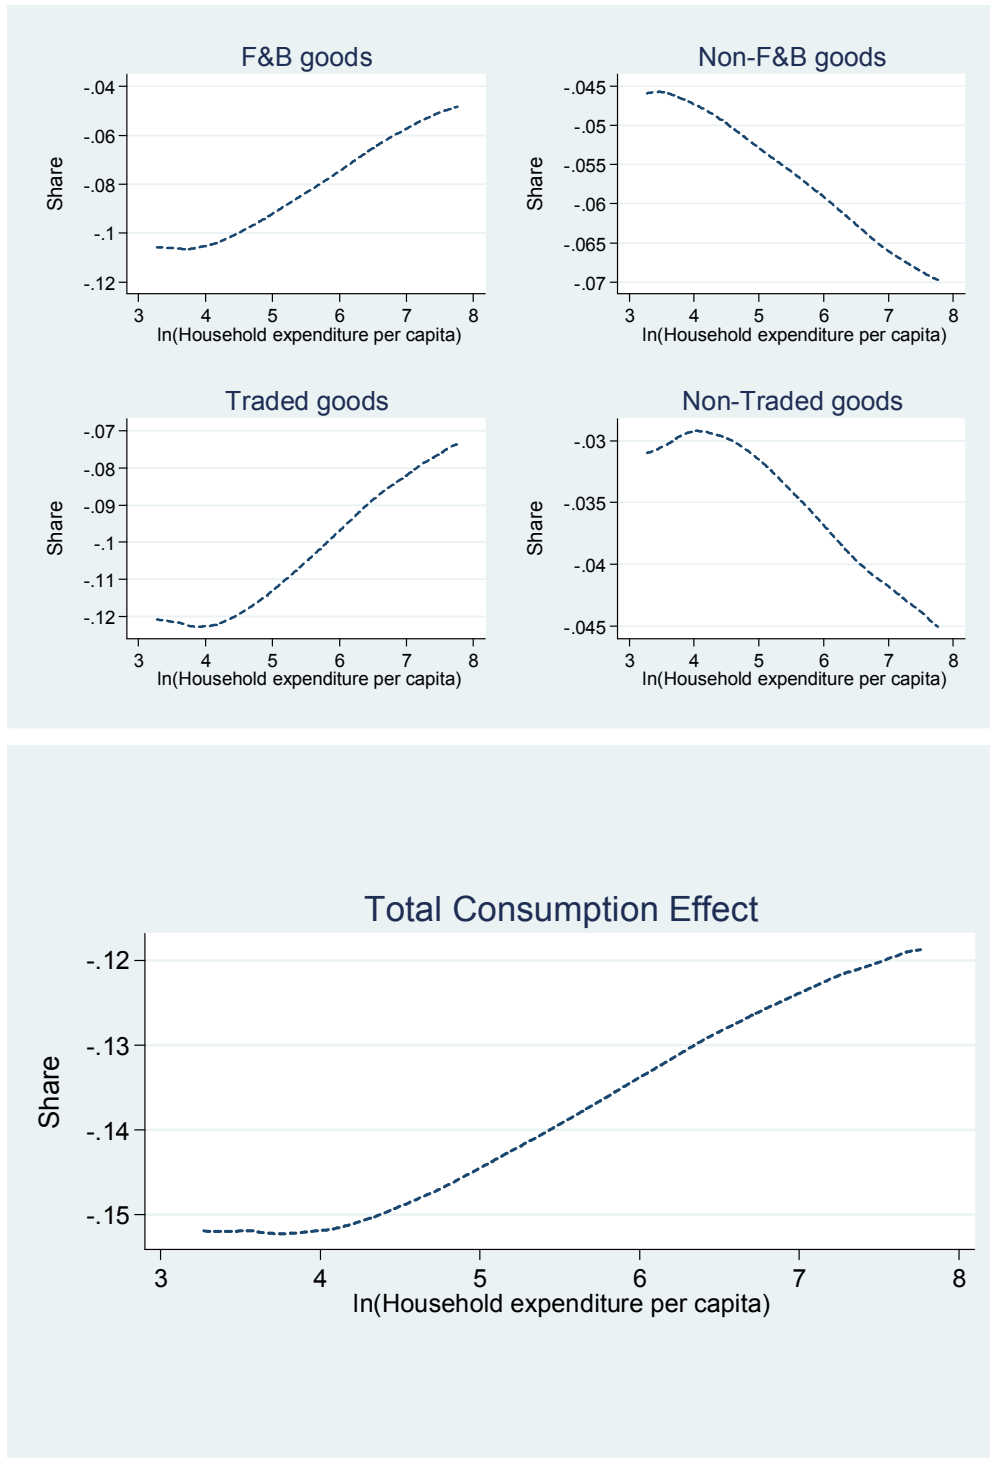 F&B goods
-.04
-.06
-.08
-.1
-.12
Share
3 4 5 6 7 8
ln(Household expenditure per capita)
Non-F&B goods
-.045
-.05
-.055
-.06
-.065
-.07
Share
3 4 5 6 7 8
ln(Household expenditure per capita)
Traded goods
-.07
-.08
-.09
-.1
-.11
-.12
Share
3 4 5 6 7 8
ln(Household expenditure per capita)
Non-Traded goods
-.03
-.035
-.04
-.045
Share
3 4 5 6 7 8
ln(Household expenditure per capita)
Total Consumption Effect
-.12
-.13
-.14
-.15
Share
3 4 5 6 7 8
ln(Household expenditure per capita)